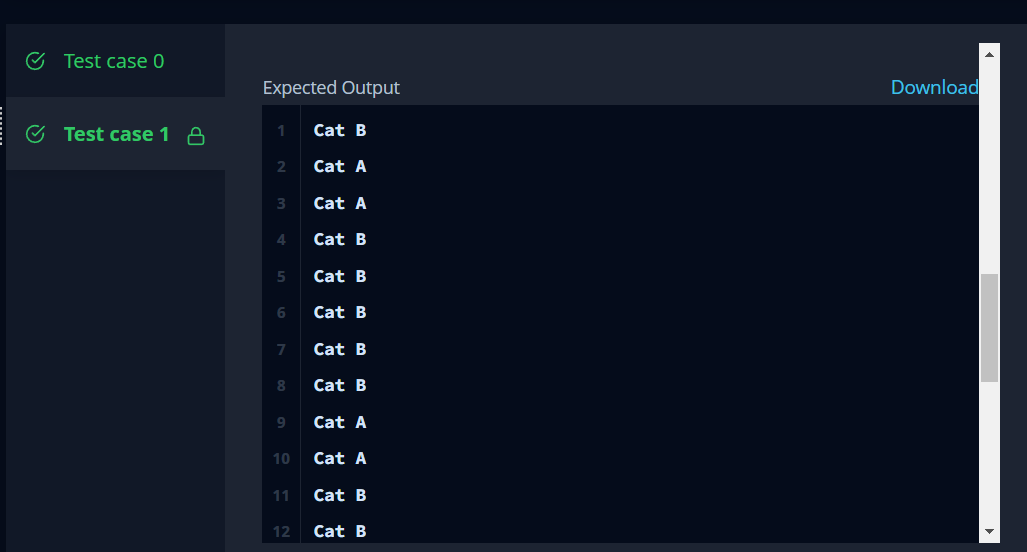 Test case 0
Test case 1
Expected Output
Download
1 Cat B
2 Cat A
3 Cat A
4 Cat B
5 Cat B
6 Cat B
7 Cat B
8 Cat B
9 Cat A
10 Cat A
11 Cat B
12 Cat B